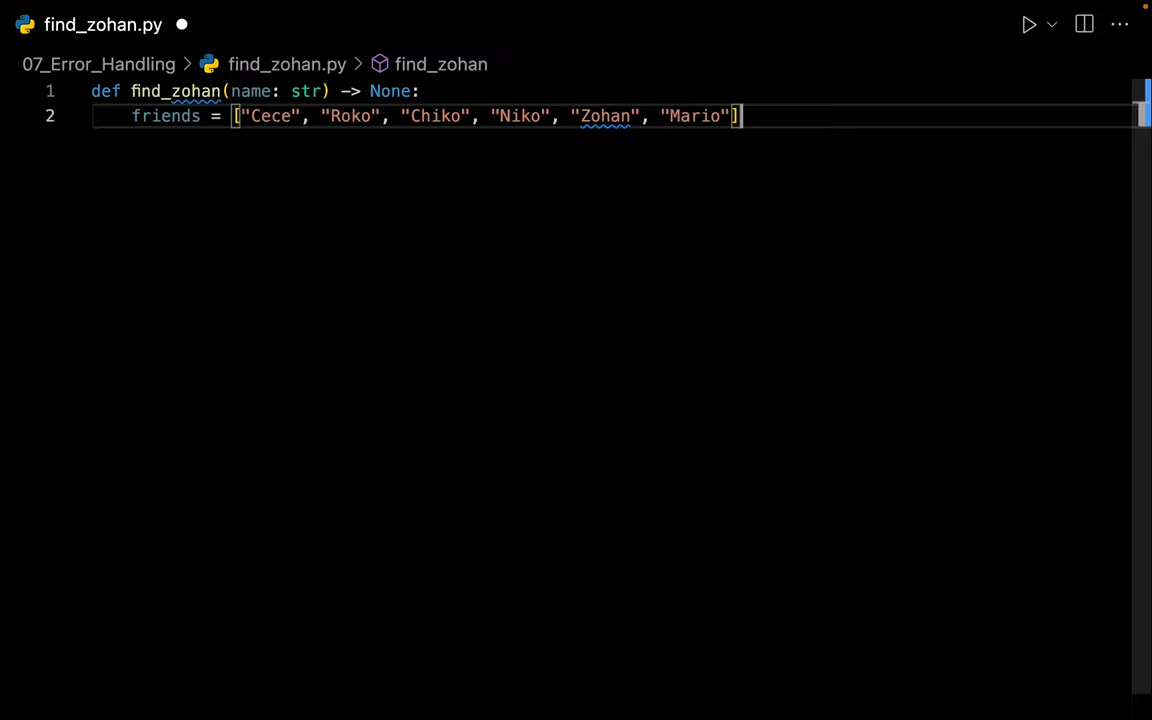 find_zohan.py
07_Error_Handling > find_zohan.py > find_zohan
1 def find_zohan(name: str) -> None:
2 friends = ["Cece", "Roko", "Chiko", "Niko", "Zohan", "Mario"]